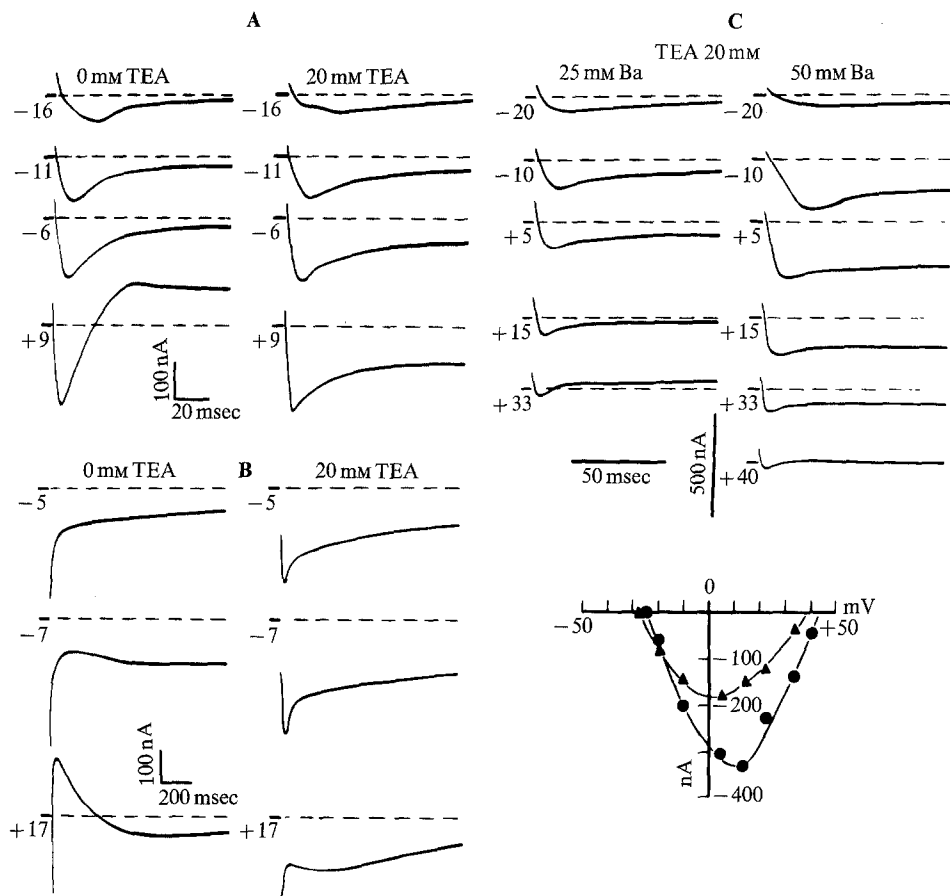 A
0 mM TEA 20 mM TEA
−16 −16
−11 −11
−6 −6
+9 +9
100 nA
20 msec
B
0 mM TEA 20 mM TEA
−5 −5
−7 −7
+17 +17
100 nA
200 msec
C
TEA 20 mM
25 mM Ba 50 mM Ba
−20 −20
−10 −10
+5 +5
+15 +15
+33 +33
+40
50 msec
500 nA
0
mV
−50 +50
−100
−200
nA
−400